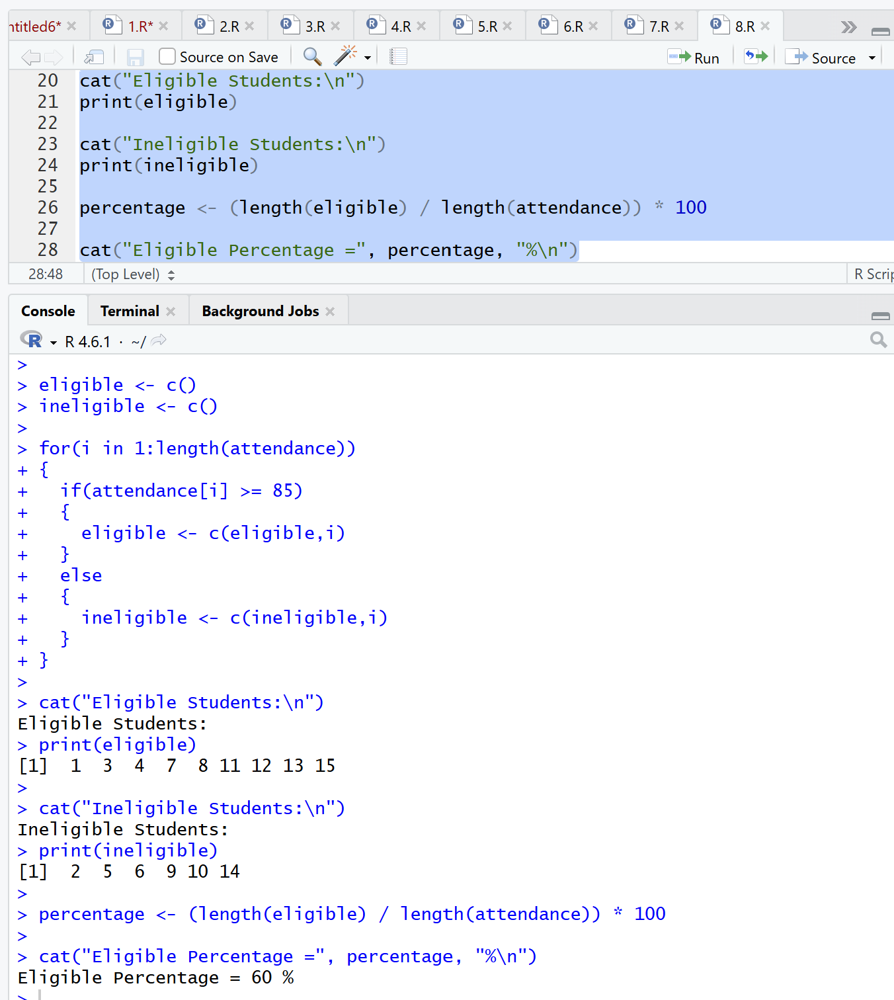 ntitled6* 1.R* 2.R 3.R 4.R 5.R 6.R 7.R 8.R
Source on Save Run Source
20 cat("Eligible Students:\n")
21 print(eligible)
22
23 cat("Ineligible Students:\n")
24 print(ineligible)
25
26 percentage <- (length(eligible) / length(attendance)) * 100
27
28 cat("Eligible Percentage =", percentage, "%\n")
28:48 (Top Level) R Scrip
Console Terminal Background Jobs
R R 4.6.1 · ~/
>
> eligible <- c()
> ineligible <- c()
>
> for(i in 1:length(attendance))
+ {
+   if(attendance[i] >= 85)
+   {
+     eligible <- c(eligible,i)
+   }
+   else
+   {
+     ineligible <- c(ineligible,i)
+   }
+ }
>
> cat("Eligible Students:\n")
Eligible Students:
> print(eligible)
[1]  1  3  4  7  8 11 12 13 15
>
> cat("Ineligible Students:\n")
Ineligible Students:
> print(ineligible)
[1]  2  5  6  9 10 14
>
> percentage <- (length(eligible) / length(attendance)) * 100
>
> cat("Eligible Percentage =", percentage, "%\n")
Eligible Percentage = 60 %
>